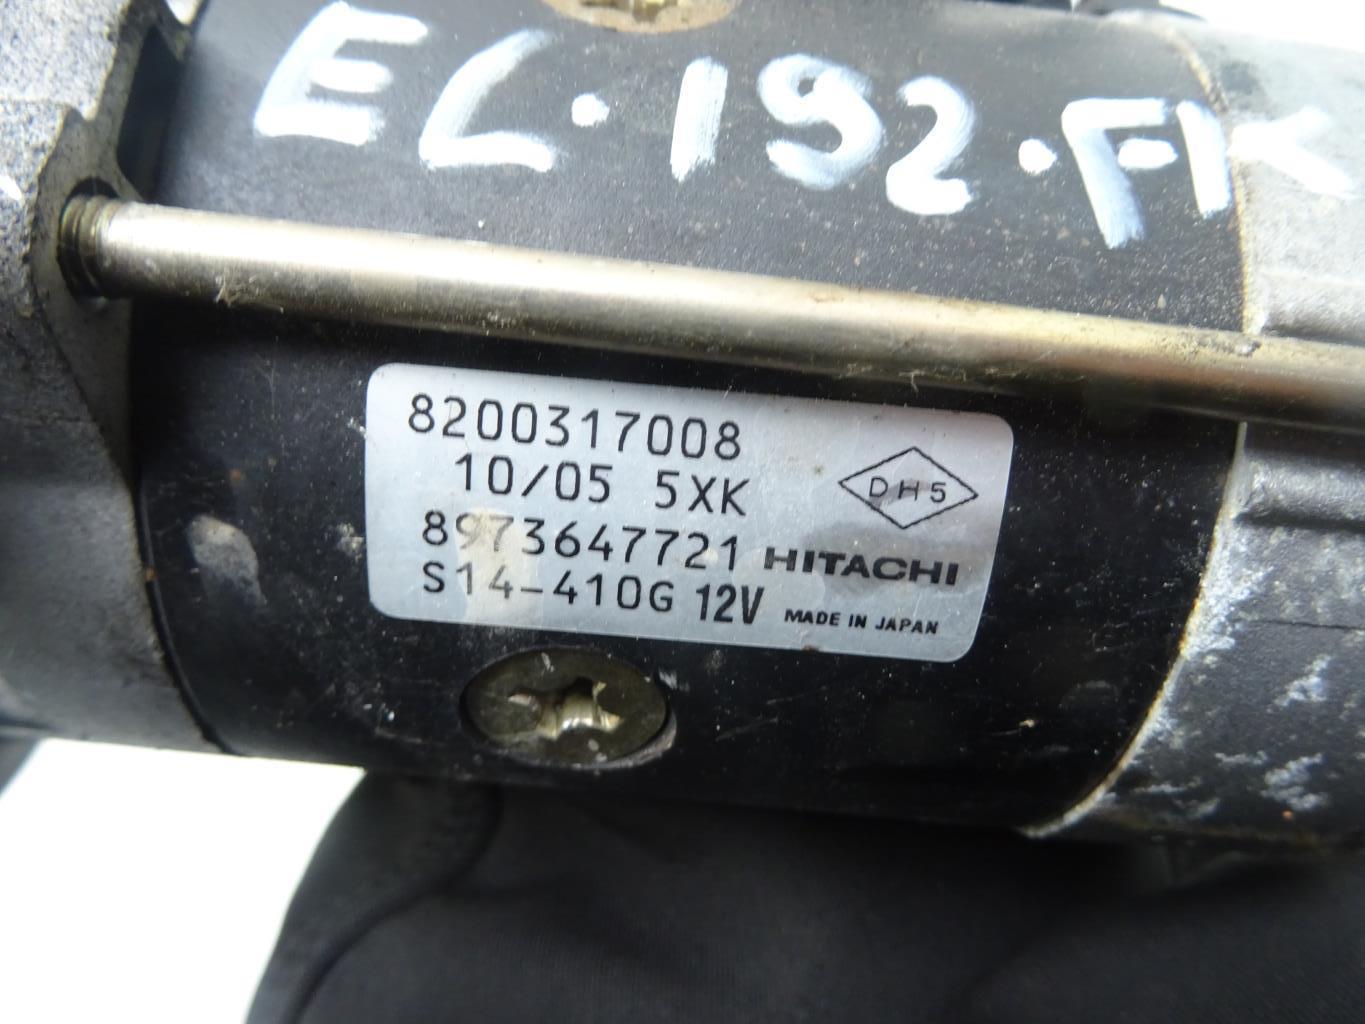 EL.192.FK
8200317008
10/05 5XK
DH5
8973647721 HITACHI
S14-410G 12V MADE IN JAPAN